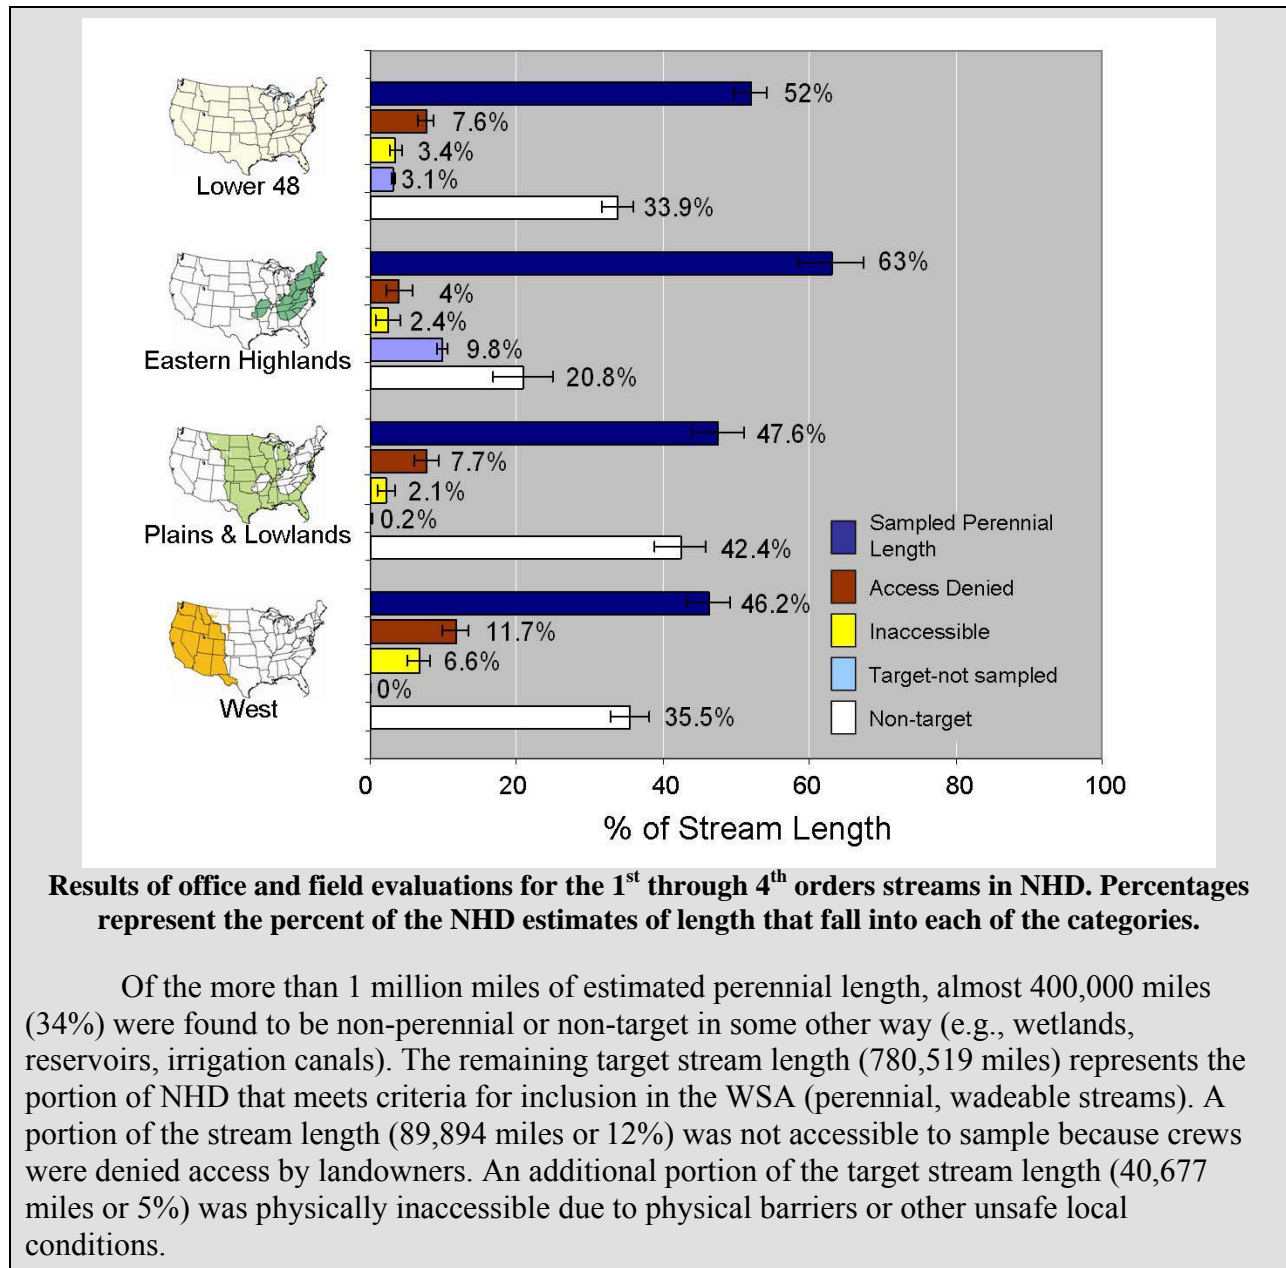 52%
7.6%
3.4%
3.1%
33.9%
Lower 48
63%
4%
2.4%
9.8%
20.8%
Eastern Highlands
47.6%
7.7%
2.1%
0.2%
42.4%
Plains & Lowlands
46.2%
11.7%
6.6%
0%
35.5%
West
Sampled Perennial
Length
Access Denied
Inaccessible
Target-not sampled
Non-target
0 20 40 60 80 100
% of Stream Length
Results of office and field evaluations for the 1st through 4th orders streams in NHD. Percentages
represent the percent of the NHD estimates of length that fall into each of the categories.
Of the more than 1 million miles of estimated perennial length, almost 400,000 miles
(34%) were found to be non-perennial or non-target in some other way (e.g., wetlands,
reservoirs, irrigation canals). The remaining target stream length (780,519 miles) represents the
portion of NHD that meets criteria for inclusion in the WSA (perennial, wadeable streams). A
portion of the stream length (89,894 miles or 12%) was not accessible to sample because crews
were denied access by landowners. An additional portion of the target stream length (40,677
miles or 5%) was physically inaccessible due to physical barriers or other unsafe local
conditions.